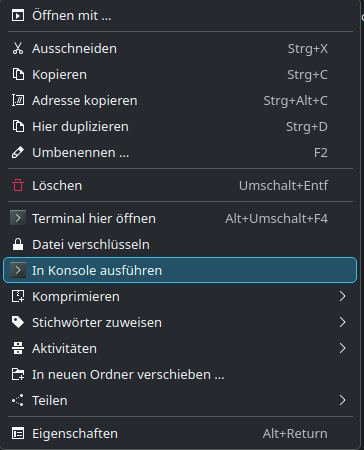 Öffnen mit ...
Ausschneiden Strg+X
Kopieren Strg+C
Adresse kopieren Strg+Alt+C
Hier duplizieren Strg+D
Umbenennen ... F2
Löschen Umschalt+Entf
Terminal hier öffnen Alt+Umschalt+F4
Datei verschlüsseln
In Konsole ausführen
Komprimieren
Stichwörter zuweisen
Aktivitäten
In neuen Ordner verschieben ...
Teilen
Eigenschaften Alt+Return